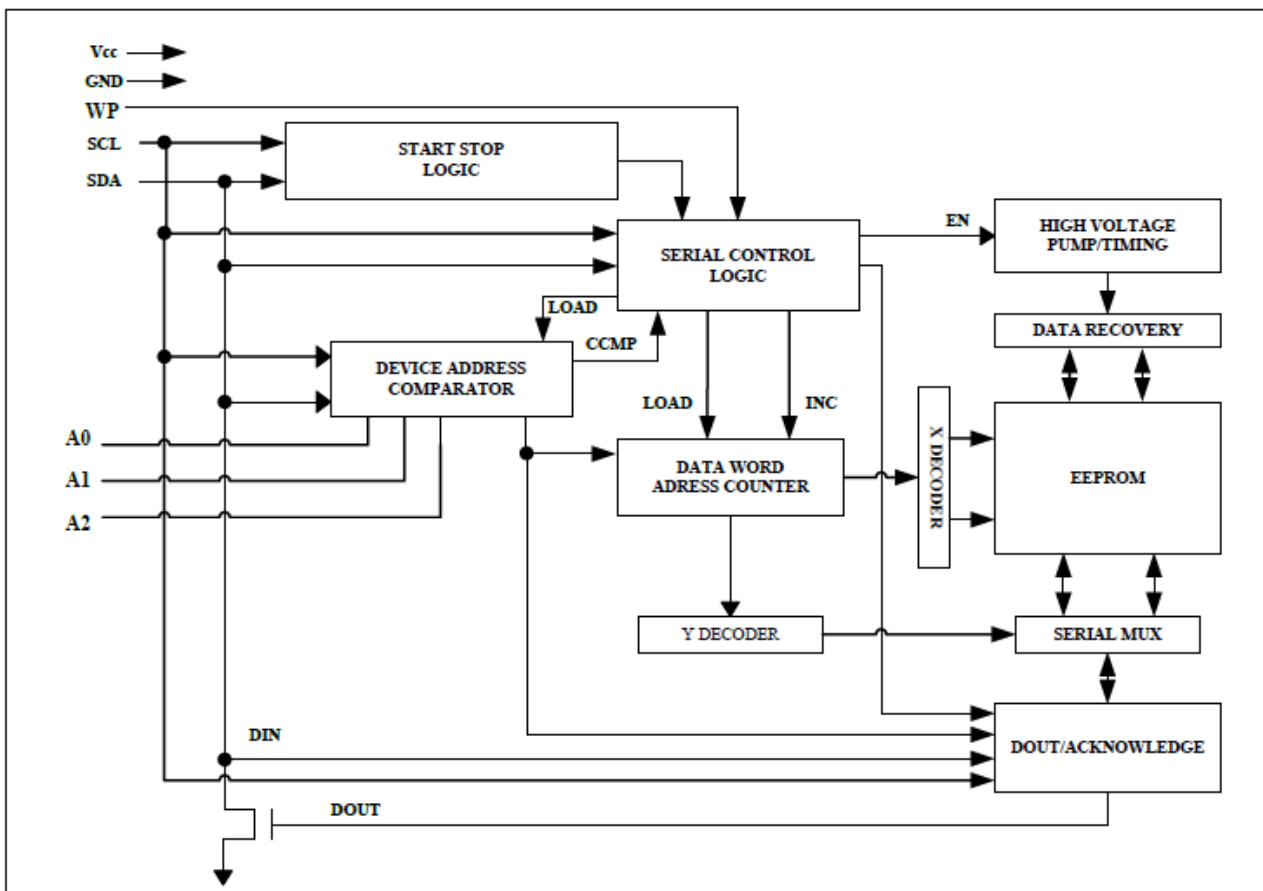 Vcc
GND
WP
SCL
SDA
START STOP
LOGIC
SERIAL CONTROL
LOGIC
EN
HIGH VOLTAGE
PUMP/TIMING
LOAD
CCMP
DATA RECOVERY
DEVICE ADDRESS
COMPARATOR
LOAD
INC
A0
A1
A2
DATA WORD
ADRESS COUNTER
X DECODER
EEPROM
Y DECODER
SERIAL MUX
DIN
DOUT/ACKNOWLEDGE
DOUT